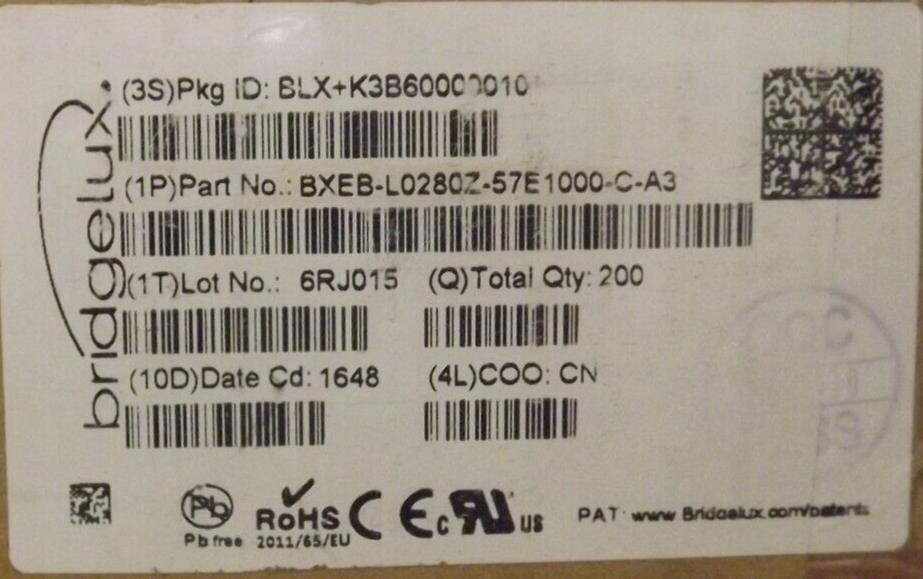 bridgelux
(3S)Pkg ID:
(1P)Part No.: BXEB-L0280Z-57E1000-C-A3
(1T)Lot No.: 6RJ015 (Q)Total Qty: 200
(10D)Date Cd: 1648 (4L)COO: CN
Pb
Pb free
RoHS
2011/65/EU
CE
c RU US
PAT: www.Bridgelux.com/patents